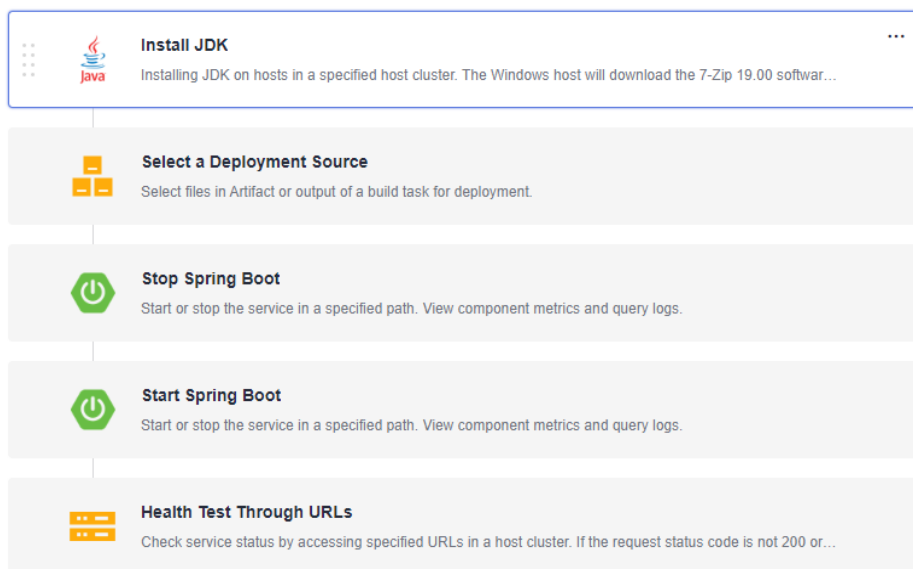 Install JDK
...
Java
Installing JDK on hosts in a specified host cluster. The Windows host will download the 7-Zip 19.00 softwar…
Select a Deployment Source
Select files in Artifact or output of a build task for deployment.
Stop Spring Boot
Start or stop the service in a specified path. View component metrics and query logs.
Start Spring Boot
Start or stop the service in a specified path. View component metrics and query logs.
Health Test Through URLs
Check service status by accessing specified URLs in a host cluster. If the request status code is not 200 or…